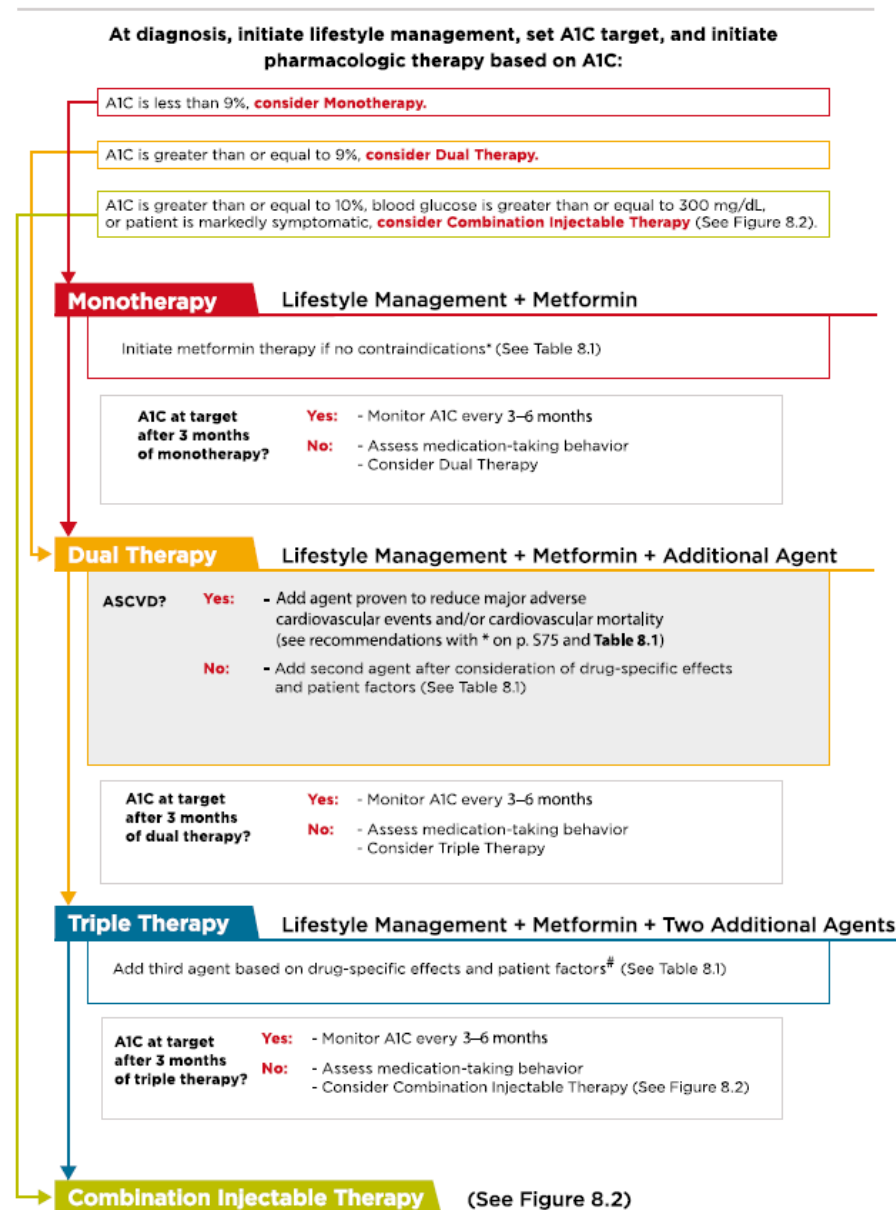 At diagnosis, initiate lifestyle management, set A1C target, and initiate
pharmacologic therapy based on A1C:
A1C is less than 9%, consider Monotherapy.
A1C is greater than or equal to 9%, consider Dual Therapy.
A1C is greater than or equal to 10%, blood glucose is greater than or equal to 300 mg/dL,
or patient is markedly symptomatic, consider Combination Injectable Therapy (See Figure 8.2).
Monotherapy Lifestyle Management + Metformin
Initiate metformin therapy if no contraindications* (See Table 8.1)
A1C at target
after 3 months
of monotherapy?
Yes: - Monitor A1C every 3–6 months
No: - Assess medication-taking behavior
- Consider Dual Therapy
Dual Therapy Lifestyle Management + Metformin + Additional Agent
ASCVD? Yes: - Add agent proven to reduce major adverse
cardiovascular events and/or cardiovascular mortality
(see recommendations with * on p. S75 and Table 8.1)
No: - Add second agent after consideration of drug-specific effects
and patient factors (See Table 8.1)
A1C at target
after 3 months
of dual therapy?
Yes: - Monitor A1C every 3–6 months
No: - Assess medication-taking behavior
- Consider Triple Therapy
Triple Therapy Lifestyle Management + Metformin + Two Additional Agents
Add third agent based on drug-specific effects and patient factors# (See Table 8.1)
A1C at target
after 3 months
of triple therapy?
Yes: - Monitor A1C every 3–6 months
No: - Assess medication-taking behavior
- Consider Combination Injectable Therapy (See Figure 8.2)
Combination Injectable Therapy (See Figure 8.2)